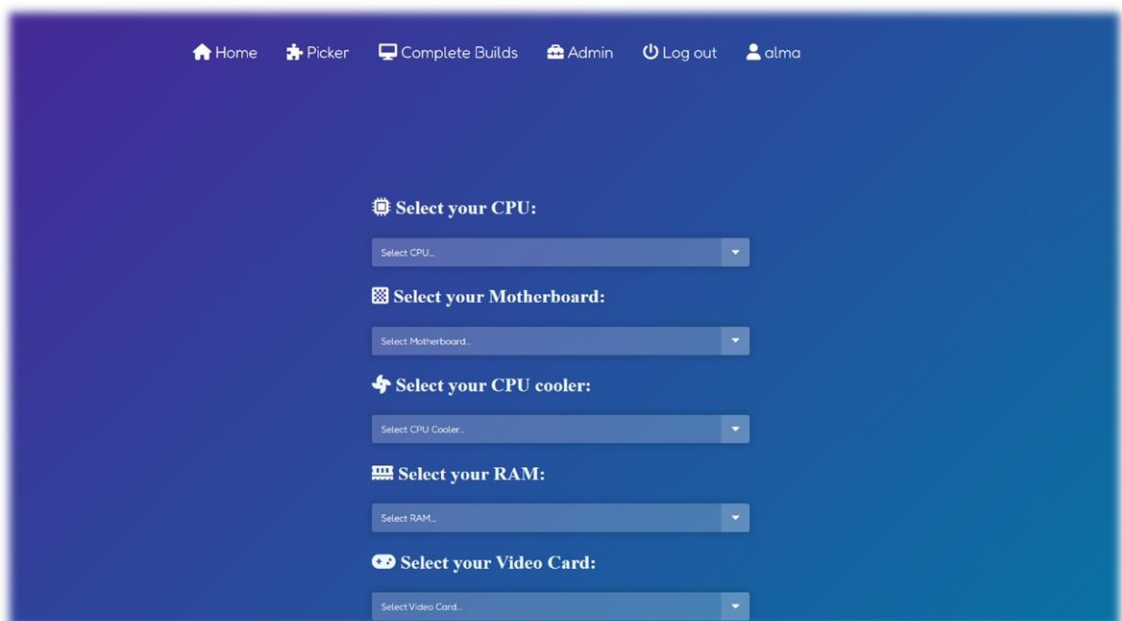 Home Picker Complete Builds Admin Log out alma
Select your CPU:
Select CPU...
Select your Motherboard:
Select Motherboard...
Select your CPU cooler:
Select CPU Cooler...
Select your RAM:
Select RAM...
Select your Video Card:
Select Video Card...